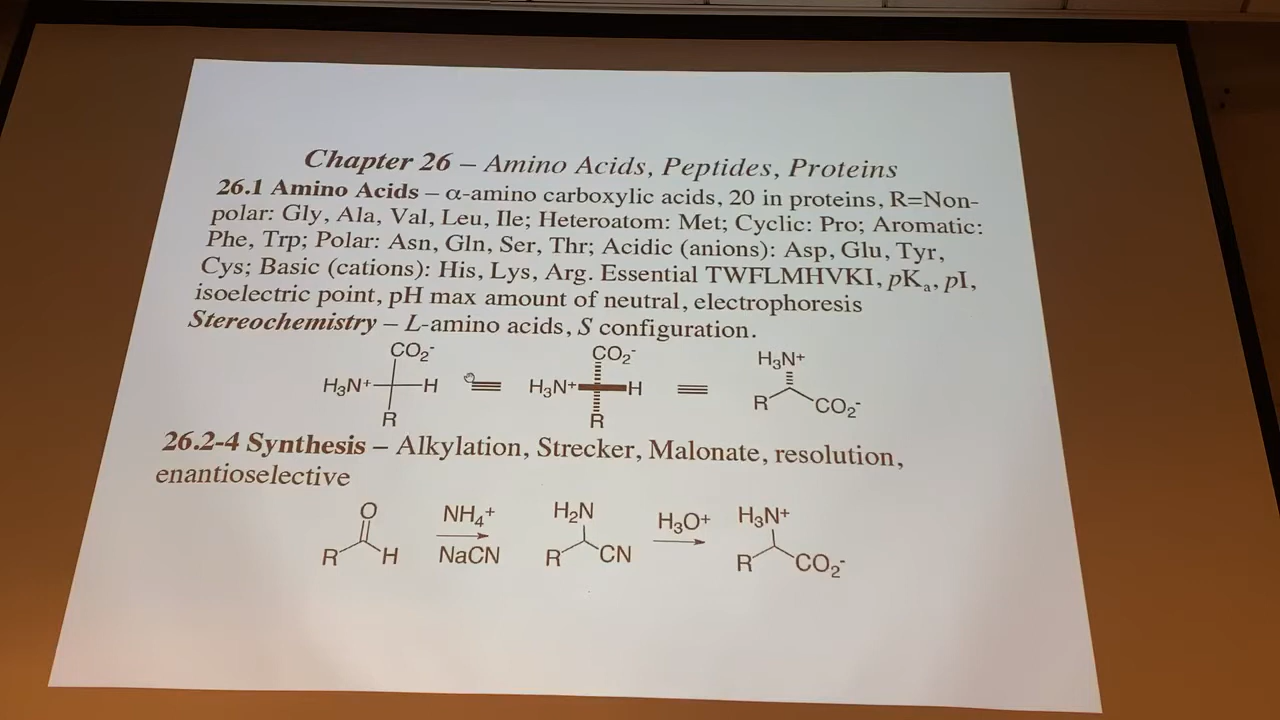 Chapter 26 – Amino Acids, Peptides, Proteins
26.1 Amino Acids – α-amino carboxylic acids, 20 in proteins, R=Non-
polar: Gly, Ala, Val, Leu, Ile; Heteroatom: Met; Cyclic: Pro; Aromatic:
Phe, Trp; Polar: Asn, Gln, Ser, Thr; Acidic (anions): Asp, Glu, Tyr,
Cys; Basic (cations): His, Lys, Arg. Essential TWFLMHVKI, pKₐ, pI,
isoelectric point, pH max amount of neutral, electrophoresis
Stereochemistry – L-amino acids, S configuration.
CO₂⁻ CO₂⁻ H₃N⁺
H₃N⁺ H ≡ H₃N⁺ H ≡ R CO₂⁻
R R
26.2-4 Synthesis – Alkylation, Strecker, Malonate, resolution,
enantioselective
O NH₄⁺ H₂N H₃O⁺ H₃N⁺
R H NaCN R CN R CO₂⁻